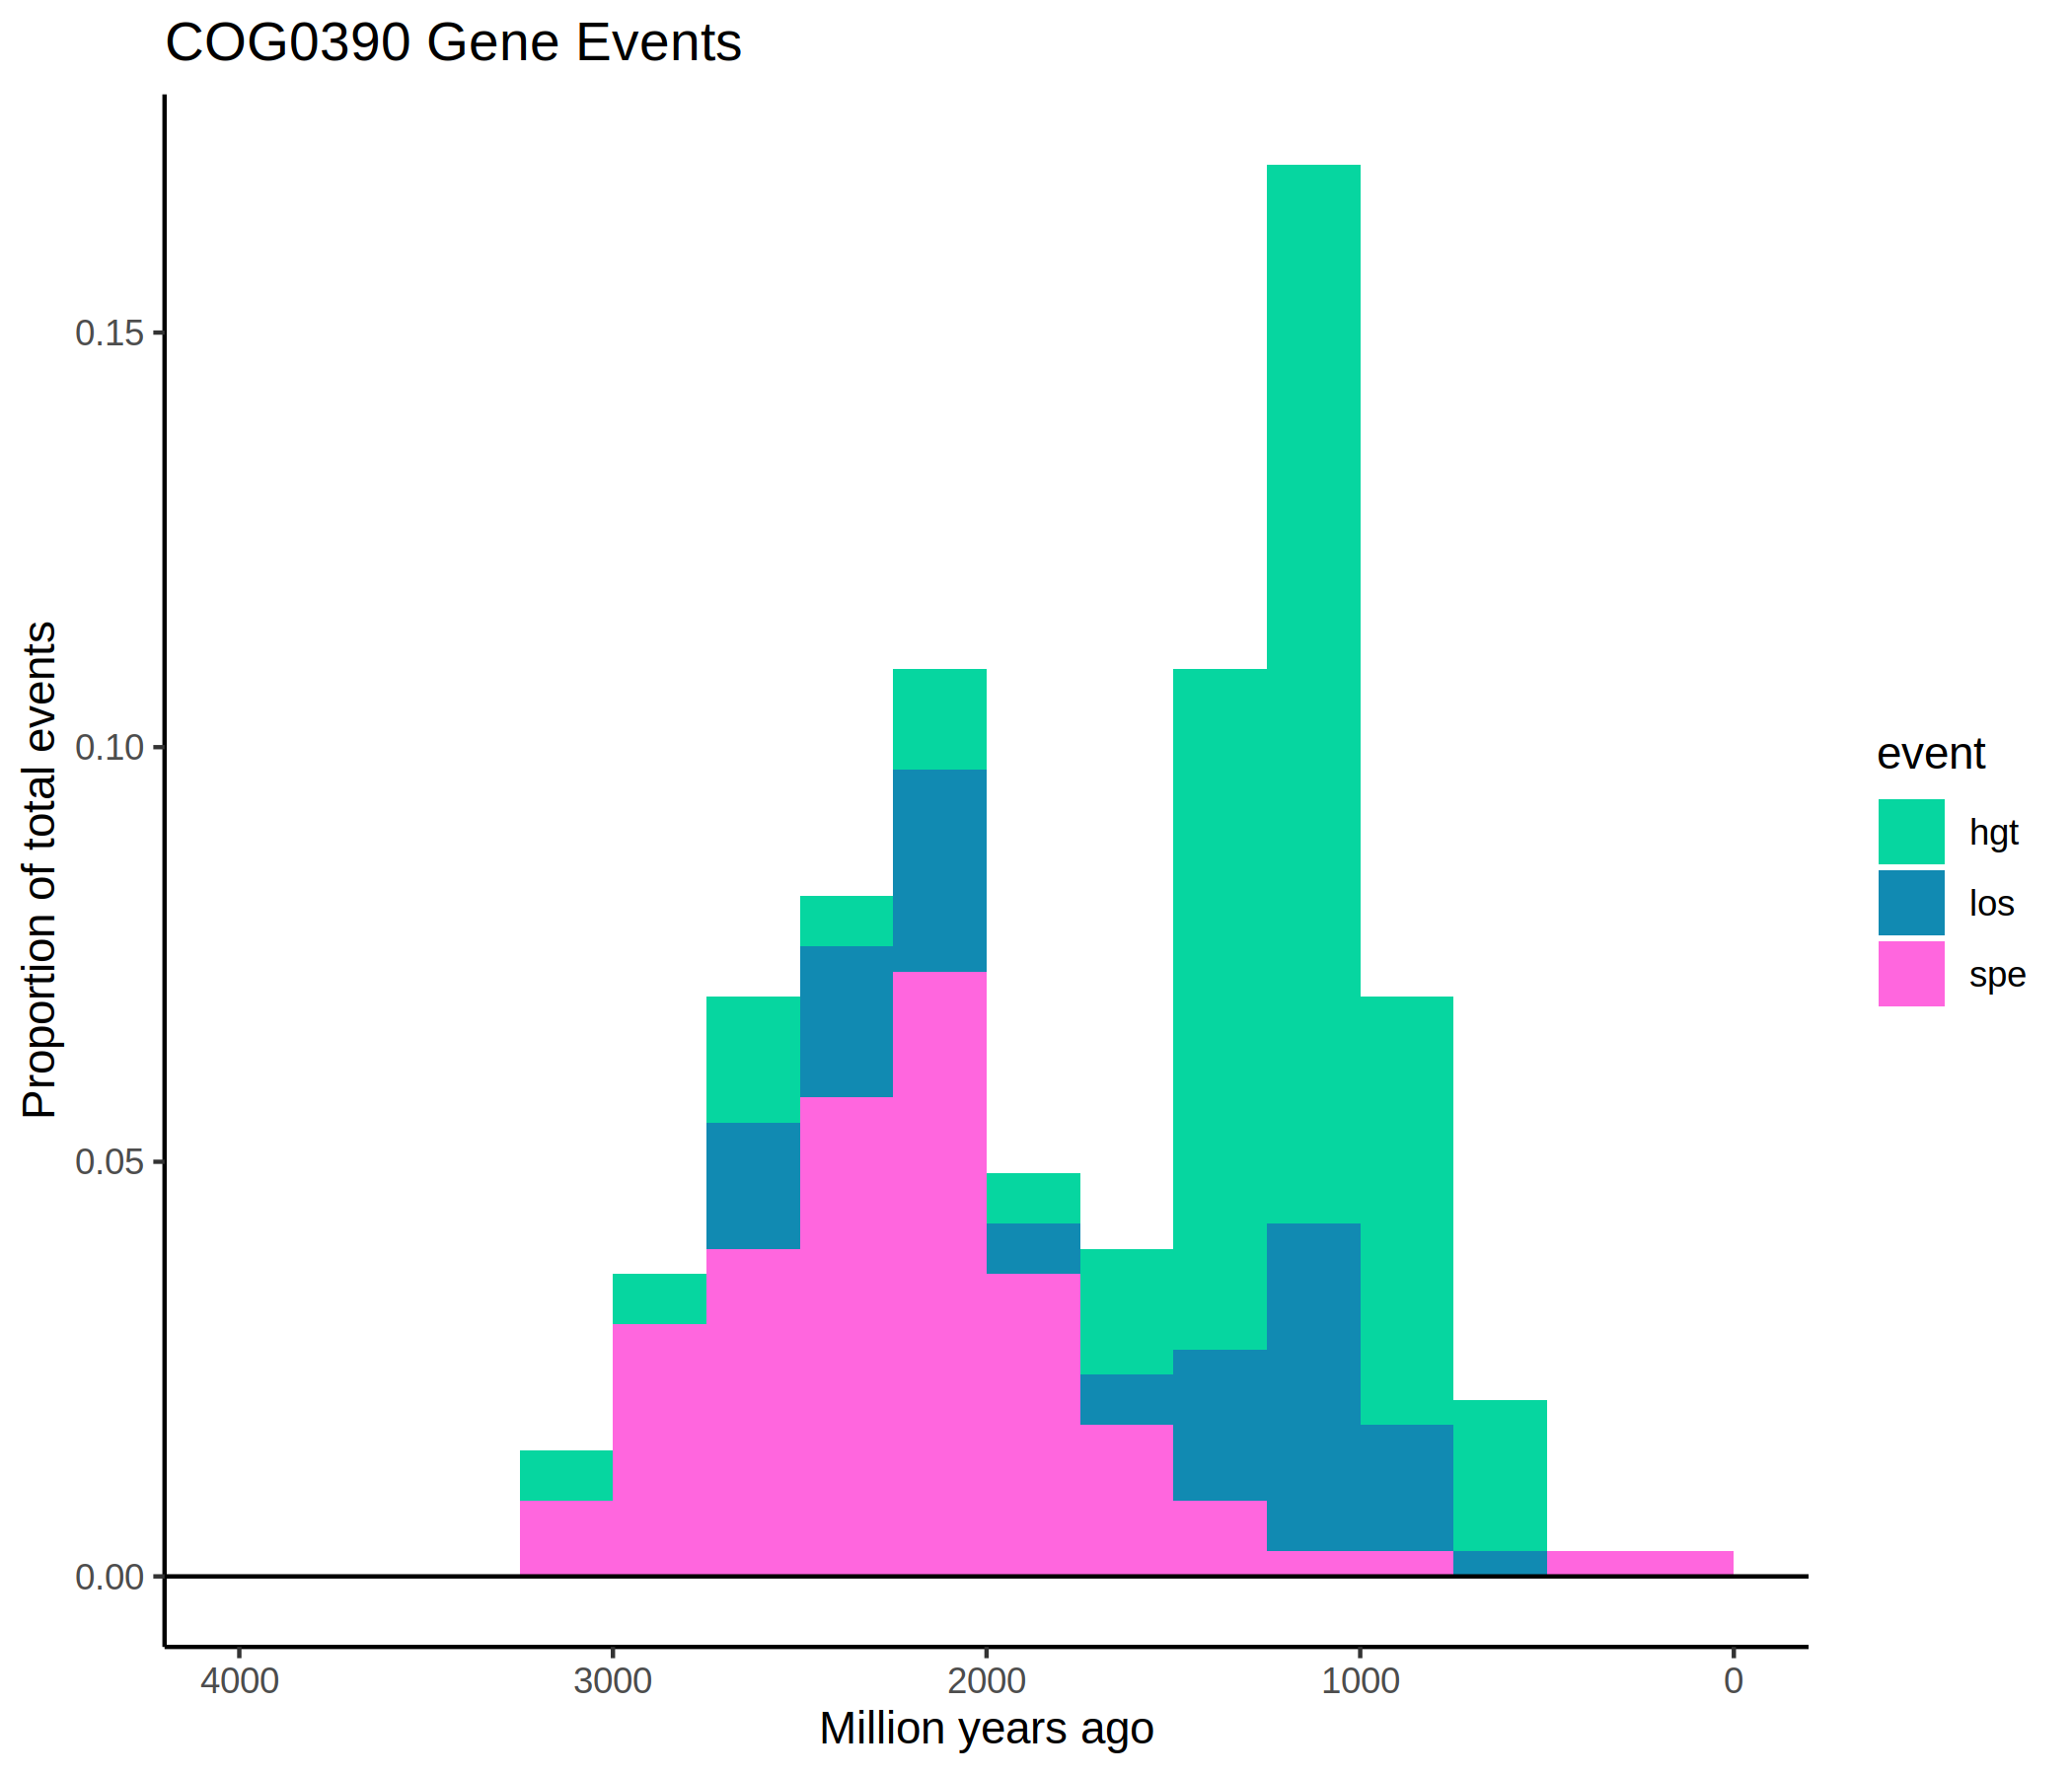 COG0390 Gene Events
Proportion of total events
0.15
0.10
0.05
0.00
4000
3000
2000
1000
0
Million years ago
event
hgt
los
spe